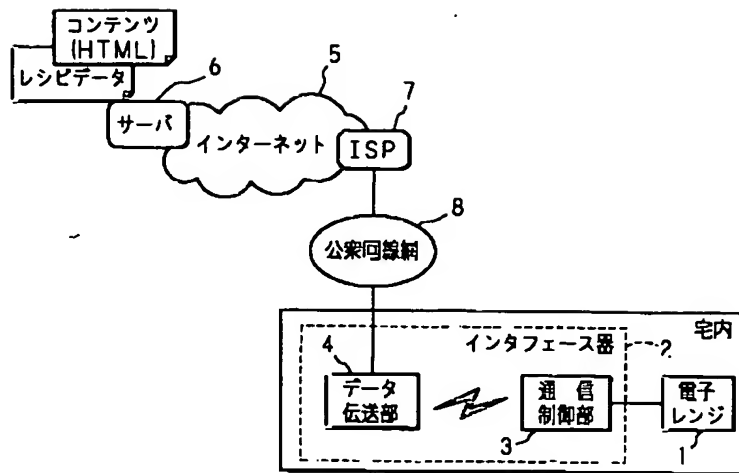 コンテンツ
(HTML)
レシピデータ
6
5
7
サーバ
インターネット
ISP
8
公衆回線網
宅内
インタフェース器
2
4
データ
伝送部
通信
制御部
3
電子
レンジ
1